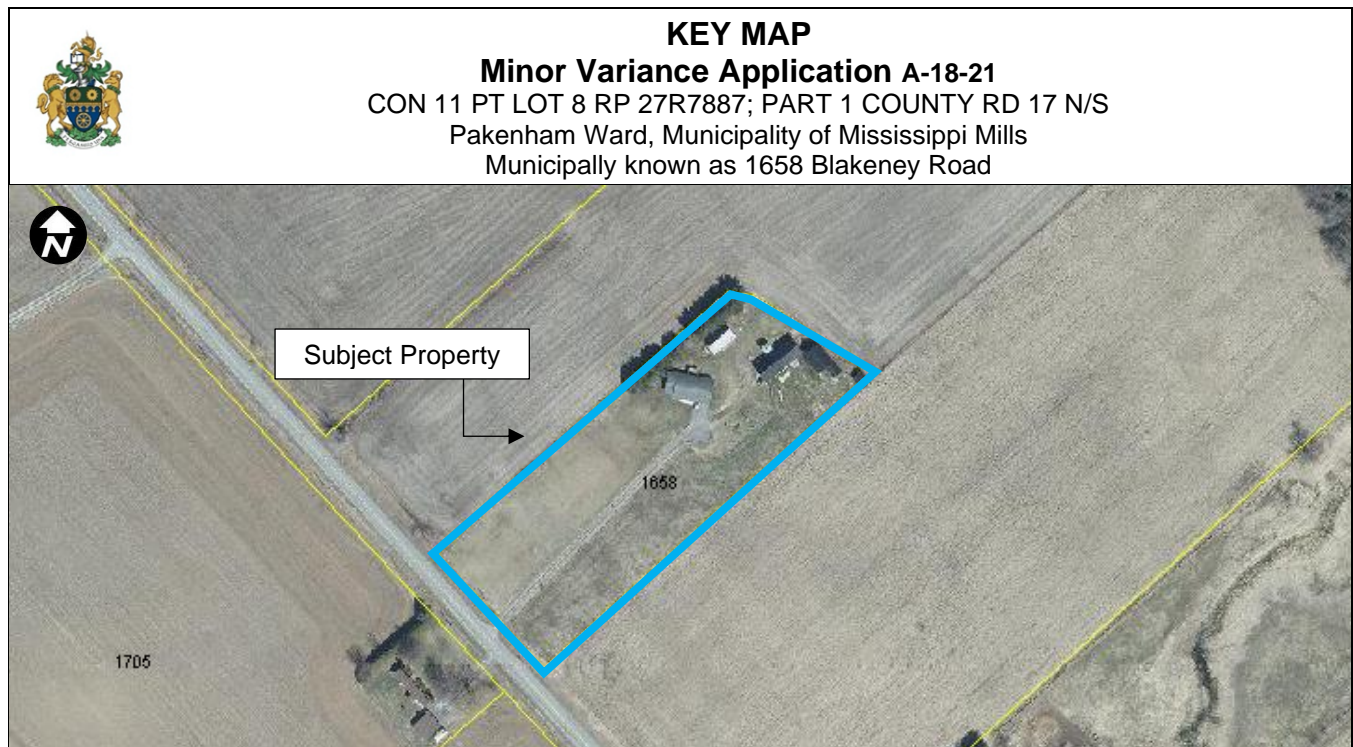 KEY MAP
Minor Variance Application A-18-21
CON 11 PT LOT 8 RP 27R7887; PART 1 COUNTY RD 17 N/S
Pakenham Ward, Municipality of Mississippi Mills
Municipally known as 1658 Blakeney Road
N
Subject Property
1658
1705